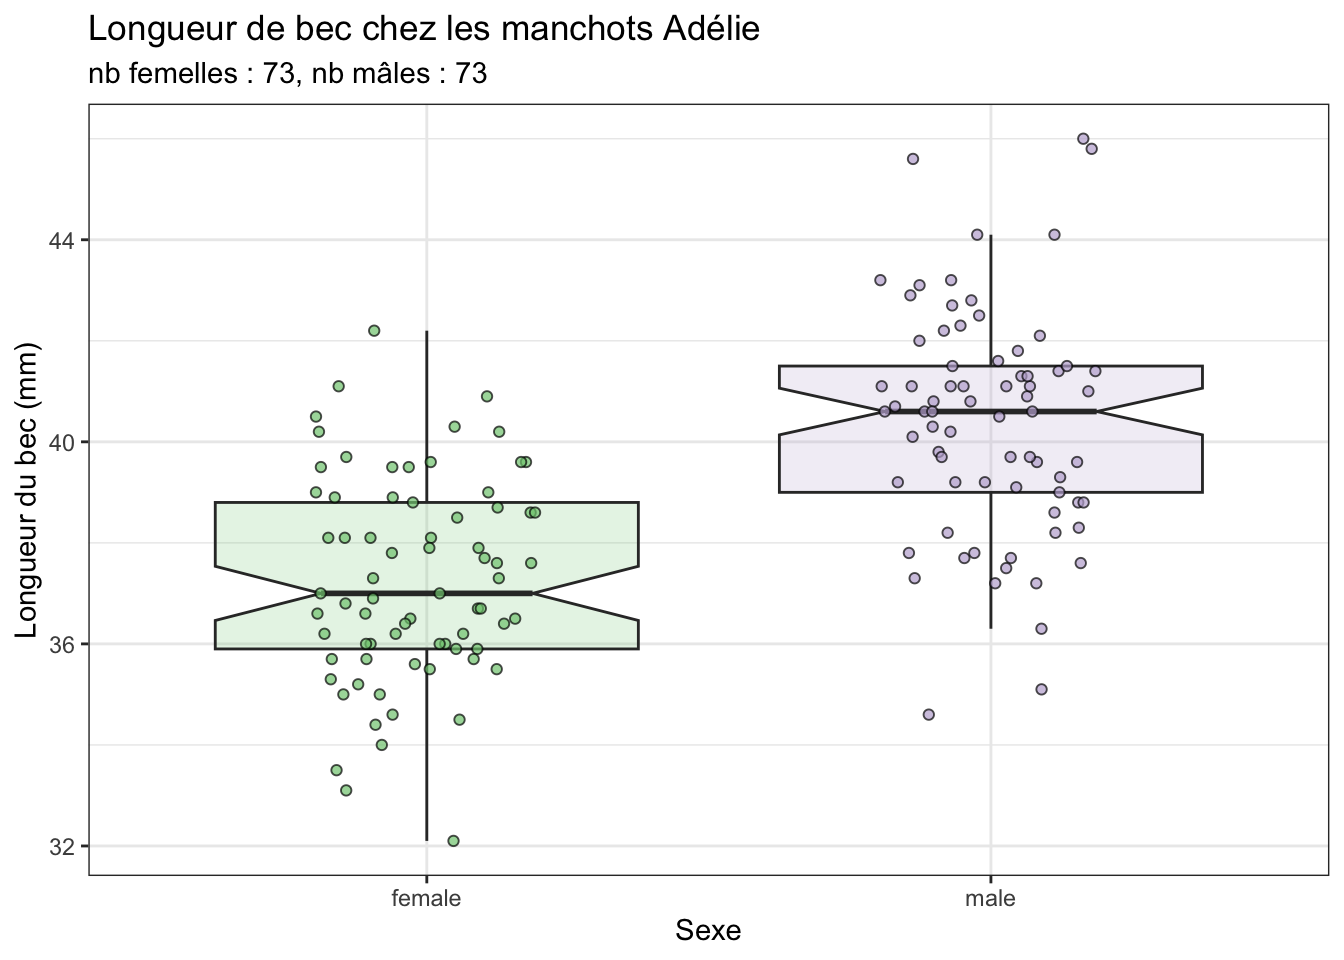 Longueur de bec chez les manchots Adélie
nb femelles : 73, nb mâles : 73
Longueur du bec (mm)
44
40
36
32
female
male
Sexe